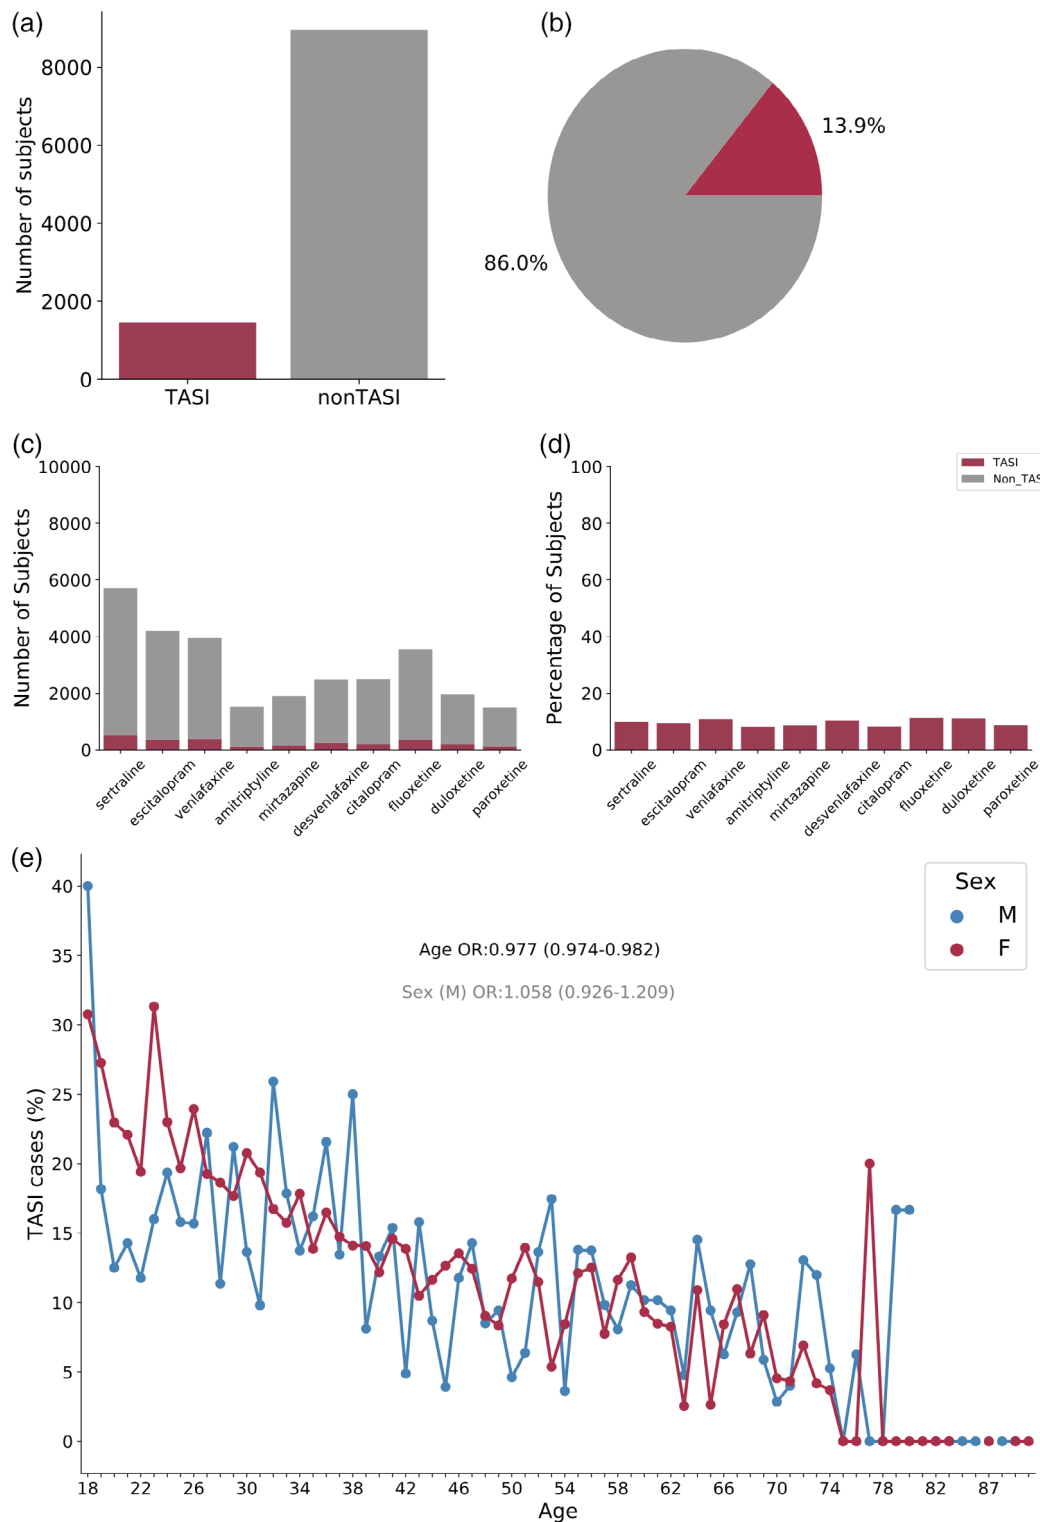 (a)
Number of subjects
8000
6000
4000
2000
0
TASI
nonTASI
(b)
13.9%
86.0%
(c)
Number of Subjects
10000
8000
6000
4000
2000
0
sertraline
escitalopram
venlafaxine
amitriptyline
mirtazapine
desvenlafaxine
citalopram
fluoxetine
duloxetine
paroxetine
(d)
Percentage of Subjects
100
80
60
40
20
0
TASI
Non_TAS
sertraline
escitalopram
venlafaxine
amitriptyline
mirtazapine
desvenlafaxine
citalopram
fluoxetine
duloxetine
paroxetine
(e)
TASI cases (%)
40
35
30
25
20
15
10
5
0
Age OR:0.977 (0.974-0.982)
Sex (M) OR:1.058 (0.926-1.209)
Sex
M
F
18 22 26 30 34 38 42 46 50 54 58 62 66 70 74 78 82 87
Age